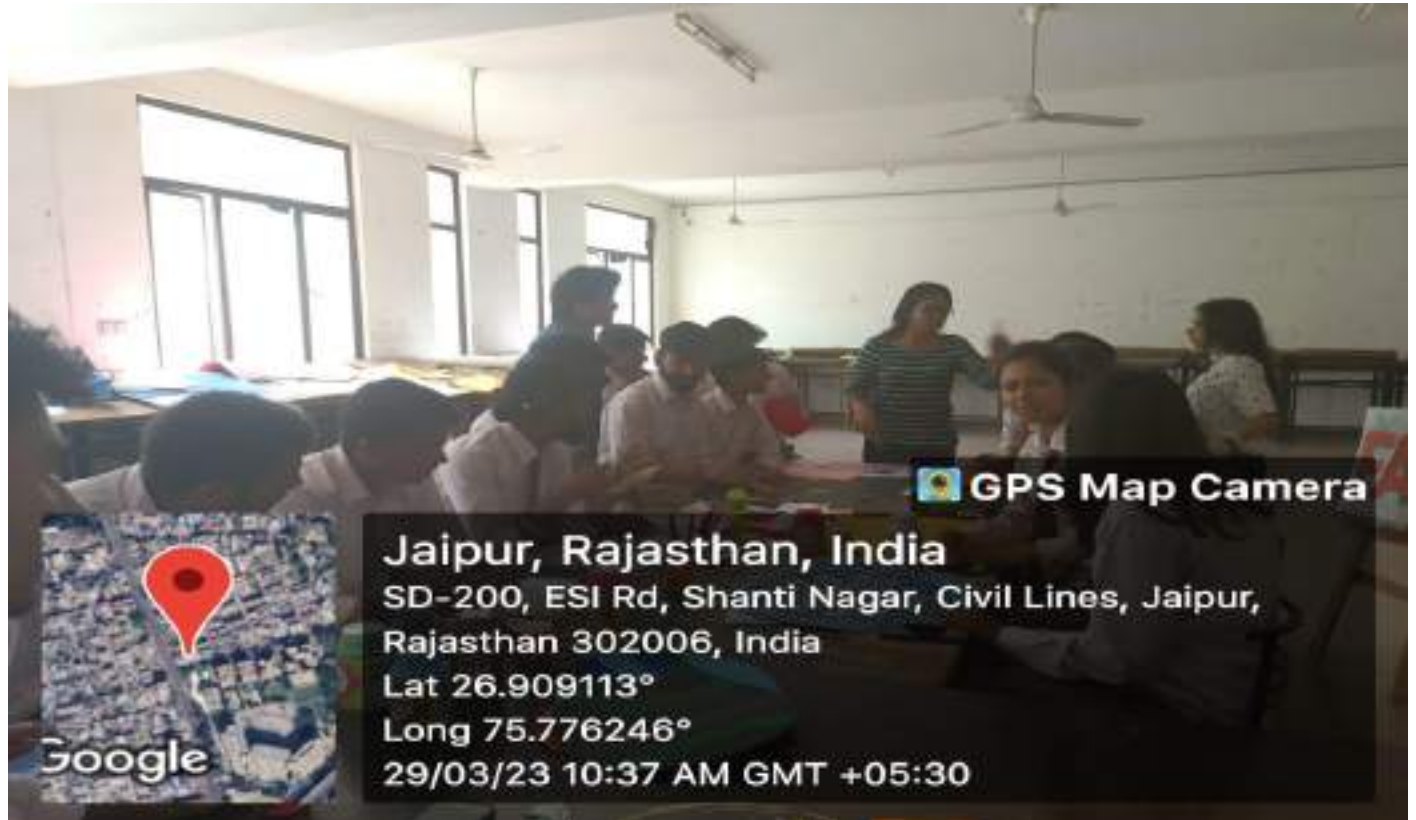 GPS Map Camera
Jaipur, Rajasthan, India
SD-200, ESI Rd, Shanti Nagar, Civil Lines, Jaipur,
Rajasthan 302006, India
Lat 26.909113°
Long 75.776246°
29/03/23 10:37 AM GMT +05:30
Google